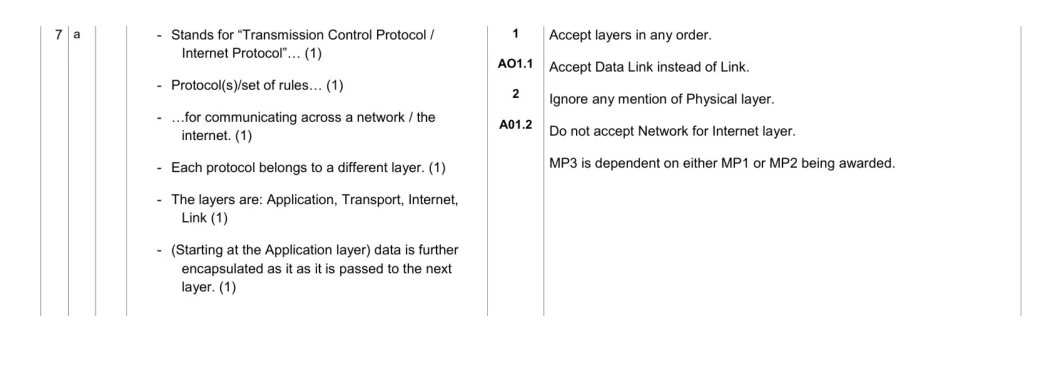 7 a
- Stands for “Transmission Control Protocol /
Internet Protocol”… (1)
- Protocol(s)/set of rules… (1)
- …for communicating across a network / the
internet. (1)
- Each protocol belongs to a different layer. (1)
- The layers are: Application, Transport, Internet,
Link (1)
- (Starting at the Application layer) data is further
encapsulated as it as it is passed to the next
layer. (1)
1
AO1.1
2
A01.2
Accept layers in any order.
Accept Data Link instead of Link.
Ignore any mention of Physical layer.
Do not accept Network for Internet layer.
MP3 is dependent on either MP1 or MP2 being awarded.